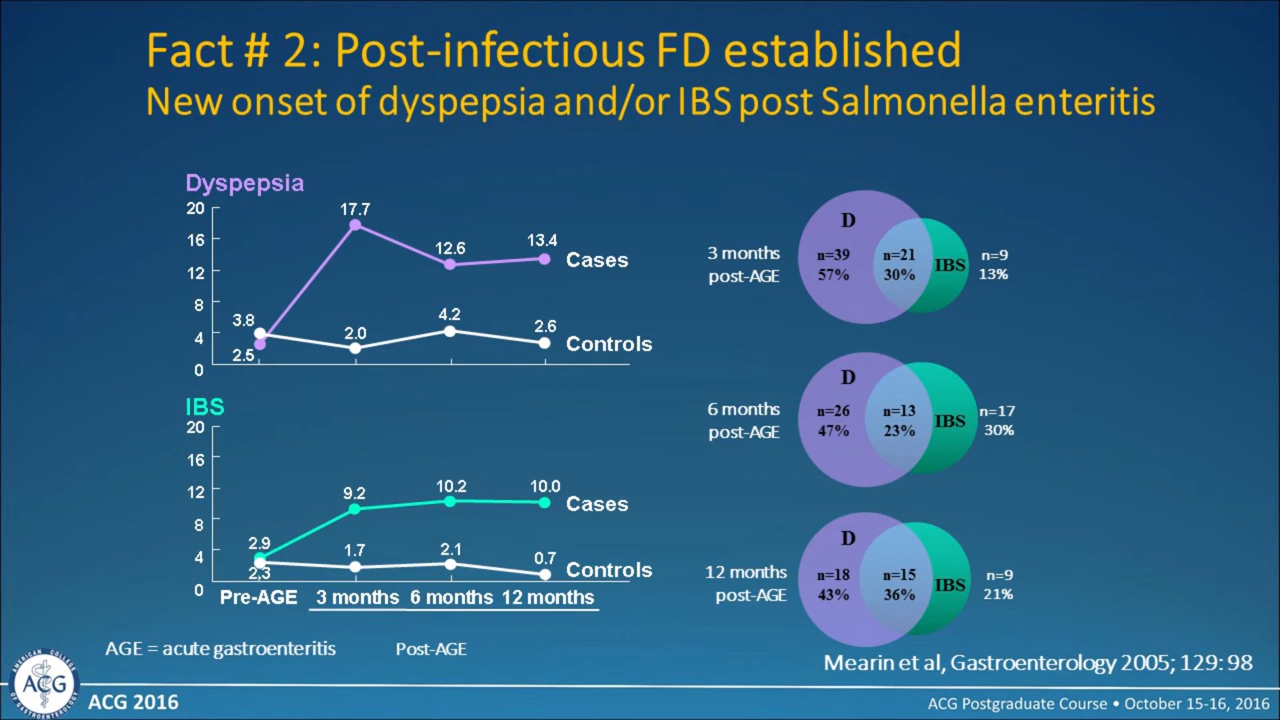 Fact # 2: Post-infectious FD established
New onset of dyspepsia and/or IBS post Salmonella enteritis
Dyspepsia
20
16
12
8
4
0
3.8
2.5
17.7
2.0
12.6
4.2
13.4
2.6
Cases
Controls
IBS
20
16
12
8
4
0
2.9
2,3
9.2
1.7
10.2
2.1
10.0
0.7
Cases
Controls
Pre-AGE 3 months 6 months 12 months
AGE = acute gastroenteritis
Post-AGE
3 months
post-AGE
D
n=39
57%
n=21
30%
IBS
n=9
13%
6 months
post-AGE
D
n=26
47%
n=13
23%
IBS
n=17
30%
12 months
post-AGE
D
n=18
43%
n=15
36%
IBS
n=9
21%
Mearin et al, Gastroenterology 2005; 129: 98
AMERICAN COLLEGE
OF GASTROENTEROLOGY
ACG
ACG 2016
ACG Postgraduate Course • October 15-16, 2016